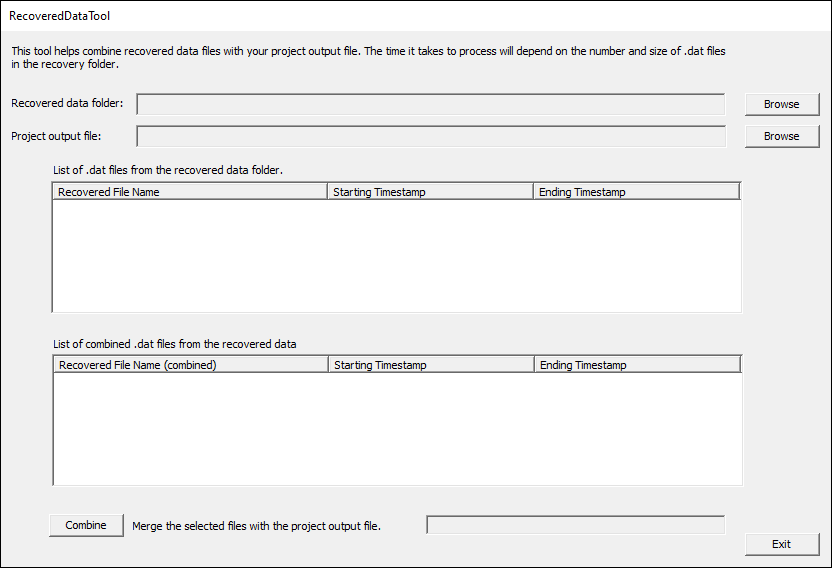 RecoveredDataTool
This tool helps combine recovered data files with your project output file. The time it takes to process will depend on the number and size of .dat files
in the recovery folder.
Recovered data folder:
Browse
Project output file:
Browse
List of .dat files from the recovered data folder.
Recovered File Name
Starting Timestamp
Ending Timestamp
List of combined .dat files from the recovered data
Recovered File Name (combined)
Starting Timestamp
Ending Timestamp
Combine
Merge the selected files with the project output file.
Exit